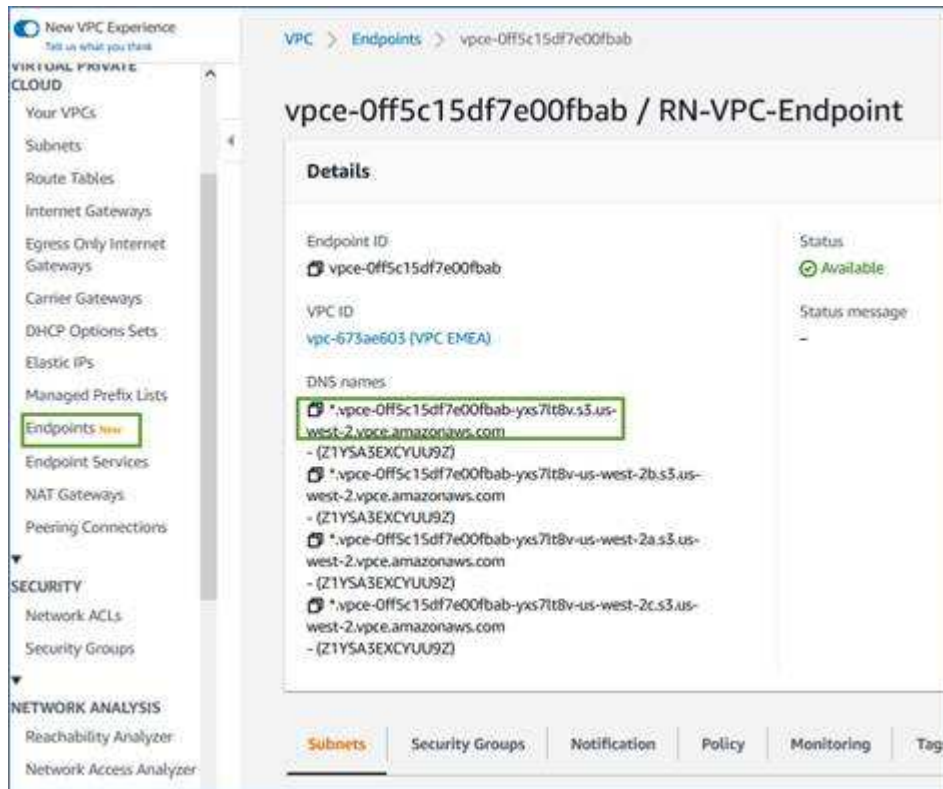 New VPC Experience
Tell us what you think
VIRTUAL PRIVATE
CLOUD
Your VPCs
Subnets
Route Tables
Internet Gateways
Egress Only Internet
Gateways
Carrier Gateways
DHCP Options Sets
Elastic IPs
Managed Prefix Lists
Endpoints New
Endpoint Services
NAT Gateways
Peering Connections
SECURITY
Network ACLs
Security Groups
NETWORK ANALYSIS
Reachability Analyzer
Network Access Analyzer
VPC > Endpoints > vpce-0ff5c15df7e00fbab
vpce-0ff5c15df7e00fbab / RN-VPC-Endpoint
Details
Endpoint ID
vpce-0ff5c15df7e00fbab
VPC ID
vpc-673ae603 (VPC EMEA)
DNS names
*.vpce-0ff5c15df7e00fbab-yxs7lt8v.s3.us-
west-2.vpce.amazonaws.com
- (Z1YSA3EXCYUU9Z)
*.vpce-0ff5c15df7e00fbab-yxs7lt8v-us-west-2b.s3.us-
west-2.vpce.amazonaws.com
- (Z1YSA3EXCYUU9Z)
*.vpce-0ff5c15df7e00fbab-yxs7lt8v-us-west-2a.s3.us-
west-2.vpce.amazonaws.com
- (Z1YSA3EXCYUU9Z)
*.vpce-0ff5c15df7e00fbab-yxs7lt8v-us-west-2c.s3.us-
west-2.vpce.amazonaws.com
- (Z1YSA3EXCYUU9Z)
Status
Available
Status message
-
Subnets
Security Groups
Notification
Policy
Monitoring
Tag